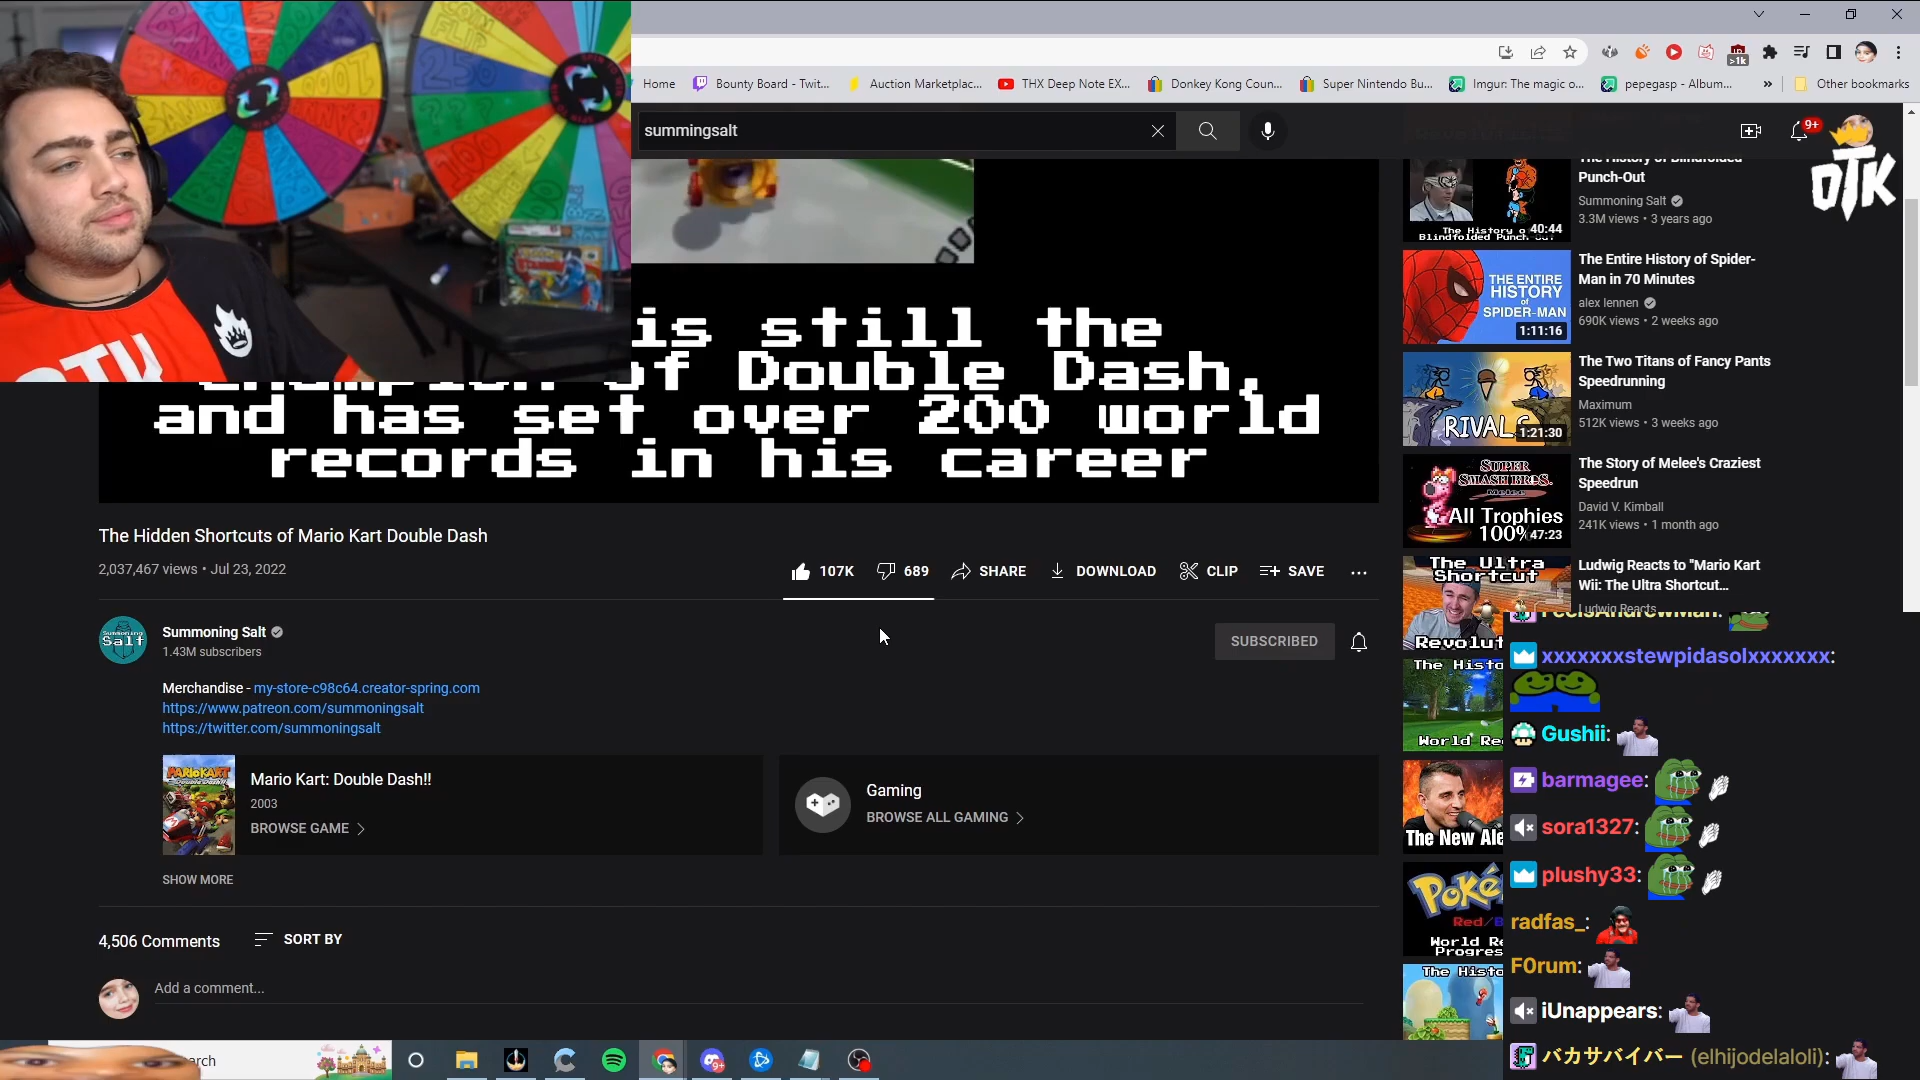 Home
Bounty Board - Twit...
Auction Marketplac...
THX Deep Note EX...
Donkey Kong Coun...
Super Nintendo Bu...
Imgur: The magic o...
pepegasp - Album...
»
Other bookmarks
>1k
summingsalt
9+
OTK
is still the
of Double Dash,
and has set over 200 world
records in his career
The Hidden Shortcuts of Mario Kart Double Dash
2,037,467 views • Jul 23, 2022
107K
689
SHARE
DOWNLOAD
CLIP
SAVE
Summoning Salt
1.43M subscribers
SUBSCRIBED
Merchandise - my-store-c98c64.creator-spring.com
https://www.patreon.com/summoningsalt
https://twitter.com/summoningsalt
Mario Kart: Double Dash!!
2003
BROWSE GAME
Gaming
BROWSE ALL GAMING
SHOW MORE
4,506 Comments
SORT BY
Add a comment...
Punch-Out
Summoning Salt
3.3M views • 3 years ago
40:44
The Entire History of Spider-
Man in 70 Minutes
alex lennen
690K views • 2 weeks ago
THE ENTIRE
HISTORY
of
SPIDER-MAN
1:11:16
The Two Titans of Fancy Pants
Speedrunning
Maximum
512K views • 3 weeks ago
1:21:30
The Story of Melee's Craziest
Speedrun
David V. Kimball
241K views • 1 month ago
SUPER
SMASH BROS.
Melee
All Trophies
100%
47:23
Ludwig Reacts to "Mario Kart
Wii: The Ultra Shortcut...
Ludwig Reacts
The Ultra
Shortcut
xxxxxxxstewpidasolxxxxxxx:
Gushii:
barmagee:
sora1327:
plushy33:
radfas_:
F0rum:
iUnappears:
バカサバイバー (elhijodelaloli):